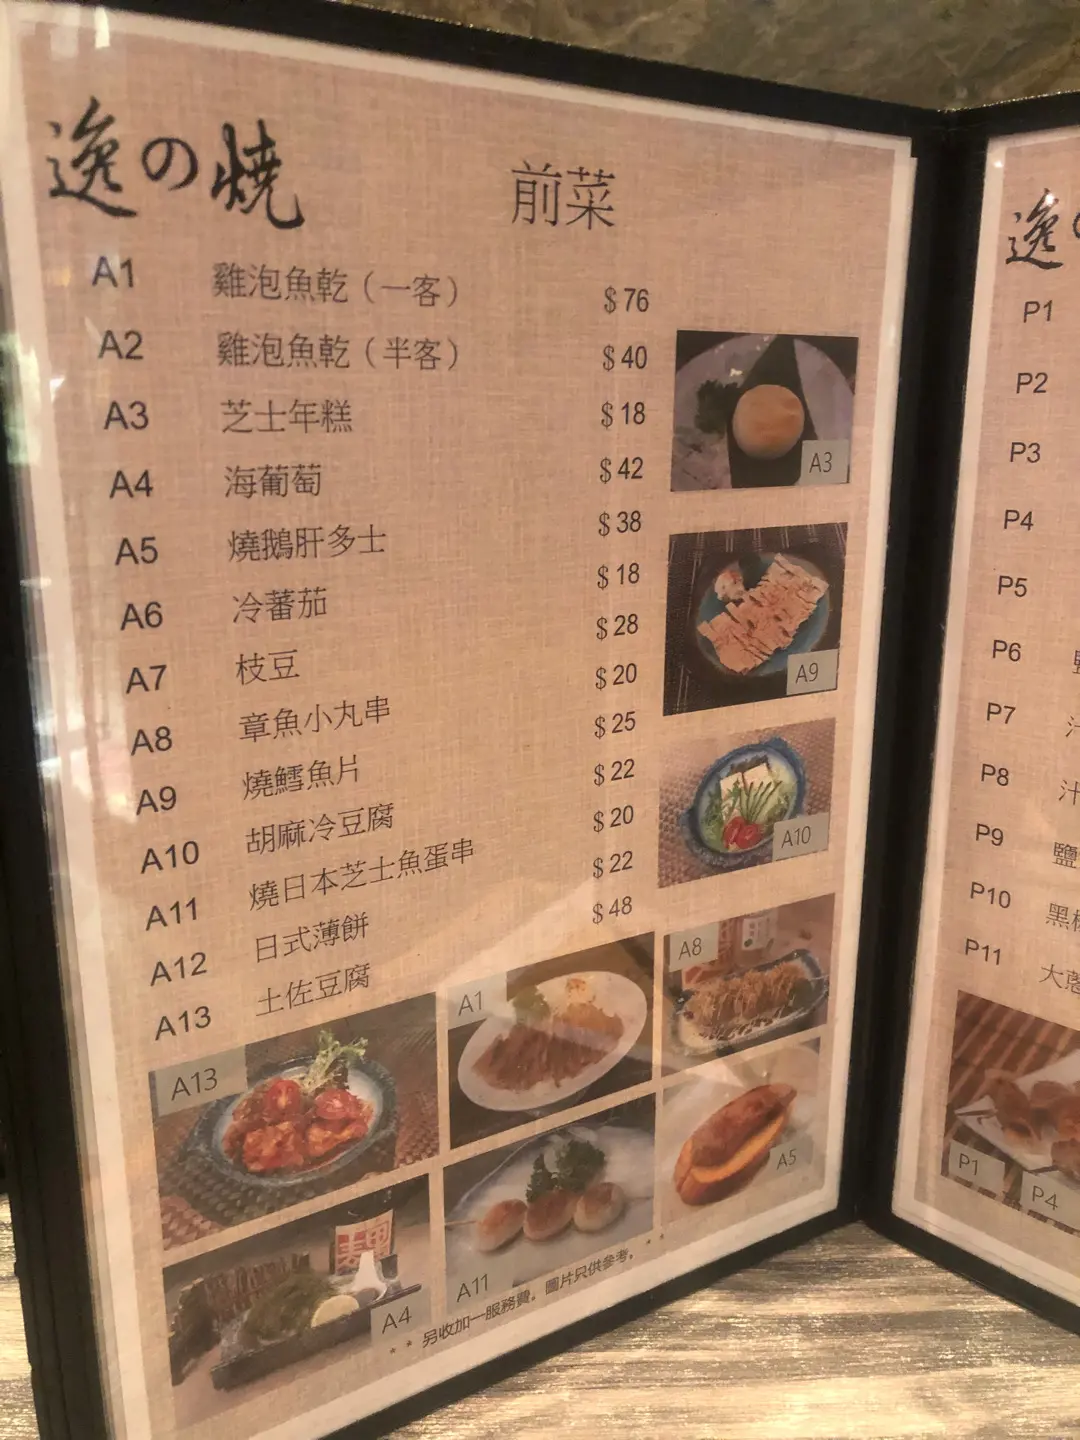 逸の燒
前菜
A1 雞泡魚乾（一客） $76
A2 雞泡魚乾（半客） $40
A3 芝士年糕 $18
A4 海葡萄 $42
A5 燒鵝肝多士 $38
A6 冷蕃茄 $18
A7 枝豆 $28
A8 章魚小丸串 $20
A9 燒鱈魚片 $25
A10 胡麻冷豆腐 $22
A11 燒日本芝士魚蛋串 $20
A12 日式薄餅 $22
A13 土佐豆腐 $48
A3
A9
A10
A8
A1
A13
A5
A11
A4
** 另收加一服務費。圖片只供參考。**
逸
P1
P2
P3
P4
P5
P6
P7
P8 汁
P9 鹽
P10 黑
P11 大
P1
P4